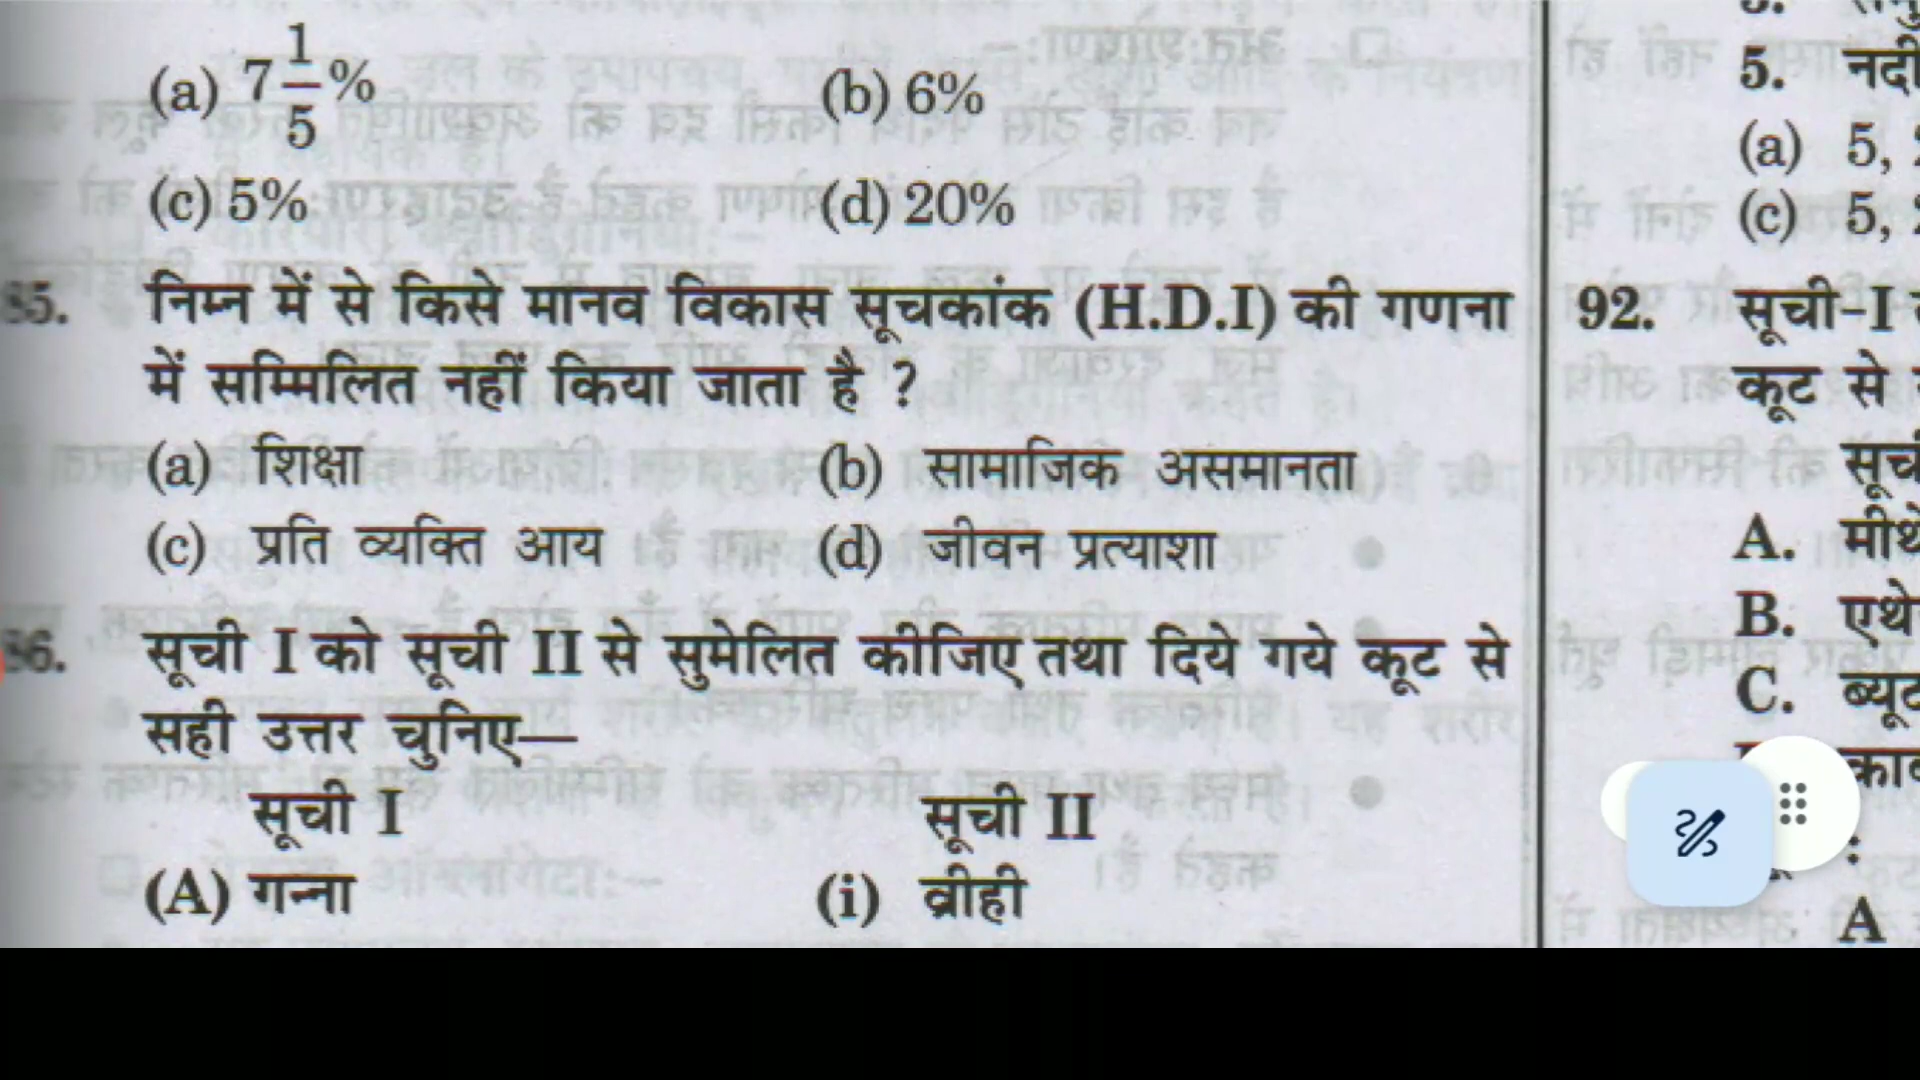 (a) 7 1/5 %
(b) 6%
(c) 5%
(d) 20%
85. निम्न में से किसे मानव विकास सूचकांक (H.D.I) की गणना
में सम्मिलित नहीं किया जाता है ?
(a) शिक्षा
(b) सामाजिक असमानता
(c) प्रति व्यक्ति आय
(d) जीवन प्रत्याशा
86. सूची I को सूची II से सुमेलित कीजिए तथा दिये गये कूट से
सही उत्तर चुनिए—
सूची I
सूची II
(A) गन्ना
(i) व्रीही
5.
(a) 5,
(c) 5,
92. सूची-I
कूट से
A.
B.
C.
:
A